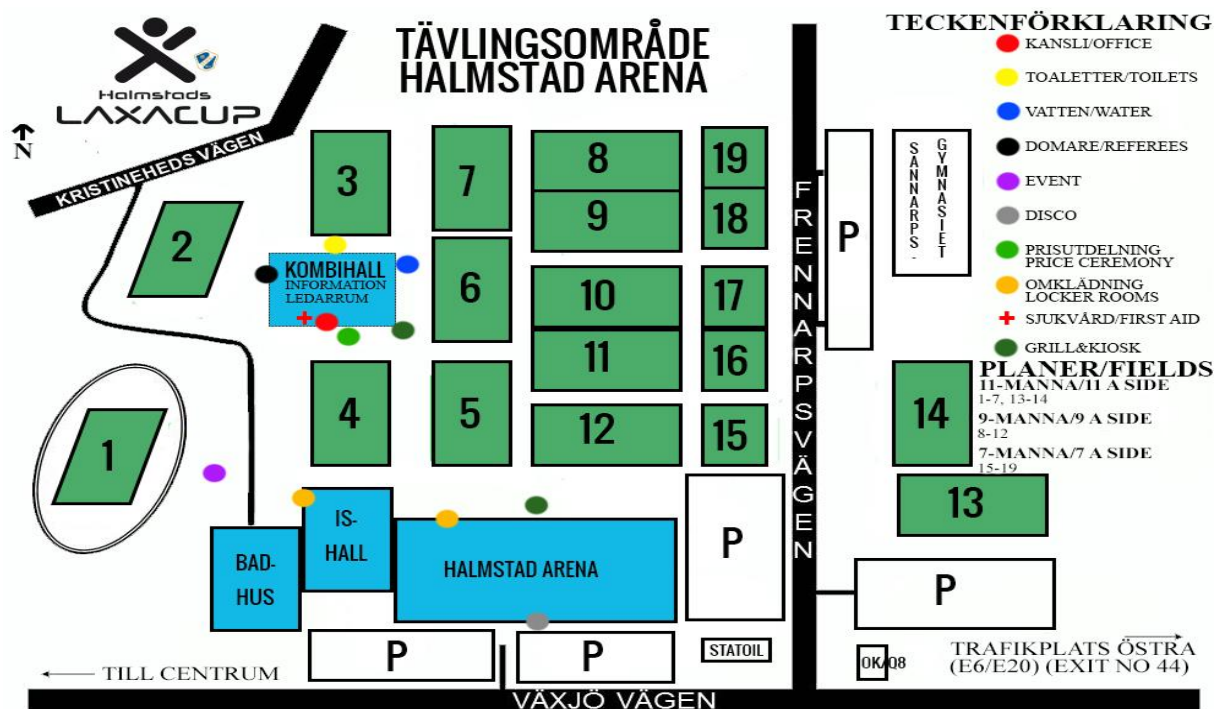 Halmstads
LAXACUP
N
TÄVLINGSOMRÅDE
HALMSTAD ARENA
TECKENFÖRKLARING
KANSLI/OFFICE
TOALETTER/TOILETS
VATTEN/WATER
DOMARE/REFEREES
EVENT
DISCO
PRISUTDELNING
PRICE CEREMONY
OMKLÄDNING
LOCKER ROOMS
SJUKVÅRD/FIRST AID
GRILL&KIOSK
PLANER/FIELDS
11-MANNA/11 A SIDE
1-7, 13-14
9-MANNA/9 A SIDE
8-12
7-MANNA/7 A SIDE
15-19
KRISTINEHEDS VÄGEN
3
7
8
19
9
18
2
KOMBIHALL
INFORMATION
LEDARRUM
6
10
17
11
16
1
4
5
12
15
FRENNARPSVÄGEN
P
SANNARPS-
GYMNASIET
14
13
IS-
HALL
BAD-
HUS
HALMSTAD ARENA
P
P
P
P
STATOIL
OK/Q8
TILL CENTRUM
TRAFIKPLATS ÖSTRA
(E6/E20) (EXIT NO 44)
VÄXJÖ VÄGEN